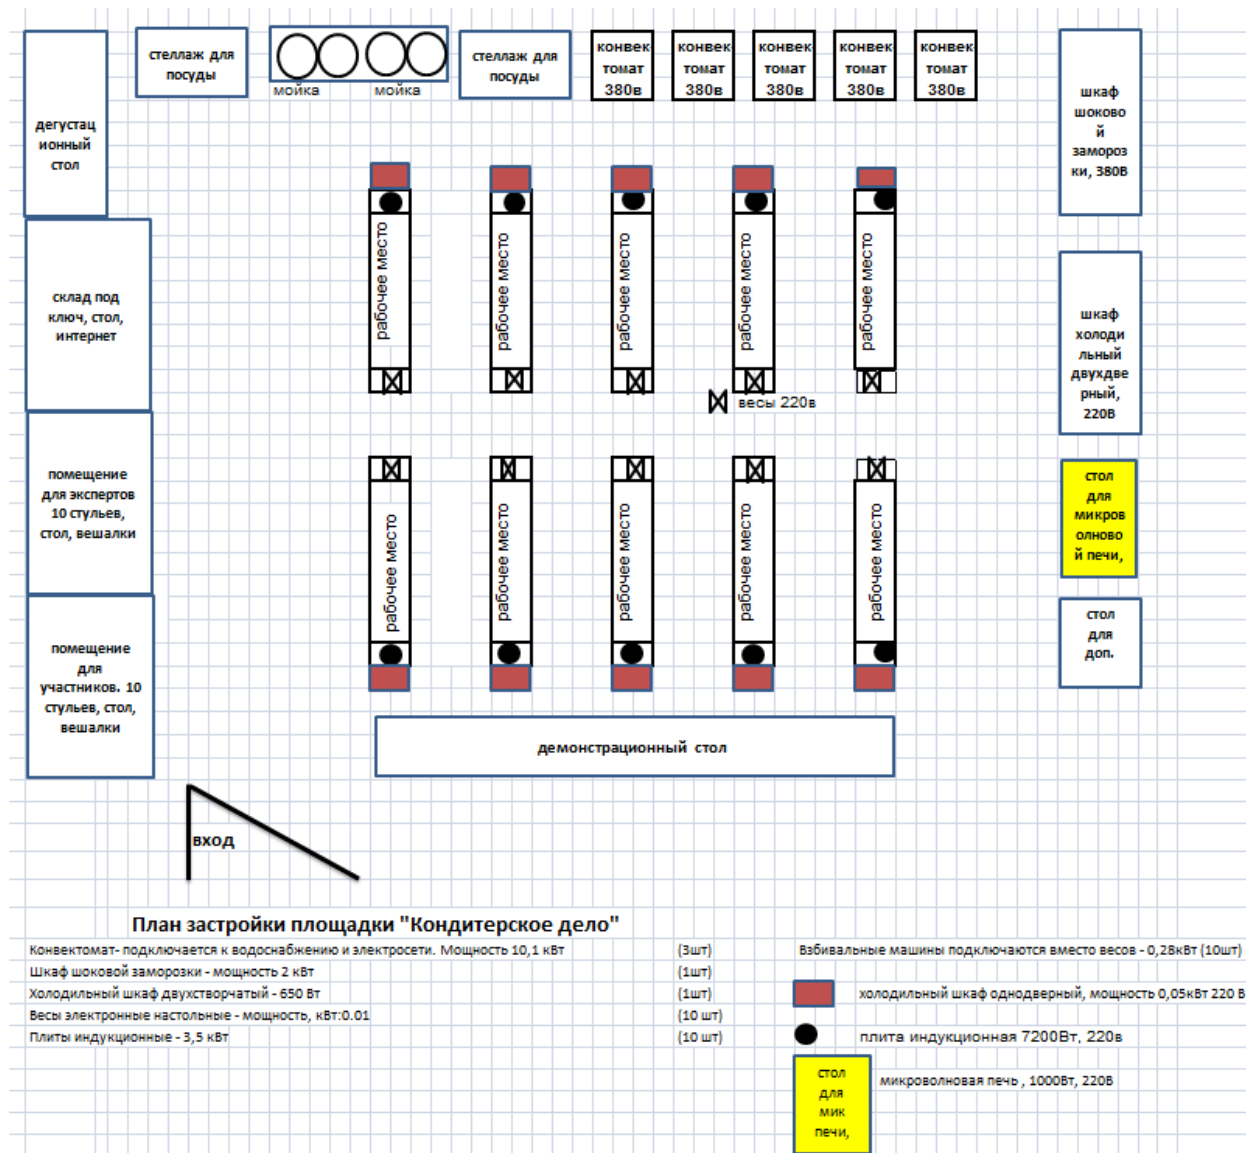 стеллаж для
посуды
мойка
мойка
стеллаж для
посуды
конвек
томат
380в
конвек
томат
380в
конвек
томат
380в
конвек
томат
380в
конвек
томат
380в
дегустац
ионный
стол
шкаф
шоково
й
замороз
ки, 380В
рабочее место
рабочее место
рабочее место
рабочее место
рабочее место
склад под
ключ, стол,
интернет
шкаф
холоди
льный
двухдве
рный,
220В
весы 220в
помещение
для экспертов
10 стульев,
стол, вешалки
рабочее место
рабочее место
рабочее место
рабочее место
рабочее место
стол
для
микров
олново
й печи,
помещение
для
участников. 10
стульев, стол,
вешалки
стол
для
доп.
демонстрационный стол
вход
План застройки площадки "Кондитерское дело"
Конвектомат- подключается к водоснабжению и электросети. Мощность 10,1 кВт (3шт)
Взбивальные машины подключаются вместо весов - 0,28кВт (10шт)
Шкаф шоковой заморозки - мощность 2 кВт (1шт)
Холодильный шкаф двухстворчатый - 650 Вт (1шт)
холодильный шкаф однодверный, мощность 0,05кВт 220 В
Весы электронные настольные - мощность, кВт:0.01 (10 шт)
Плиты индукционные - 3,5 кВт (10 шт)
плита индукционная 7200Вт, 220в
стол
для
мик
печи,
микроволновая печь , 1000Вт, 220В